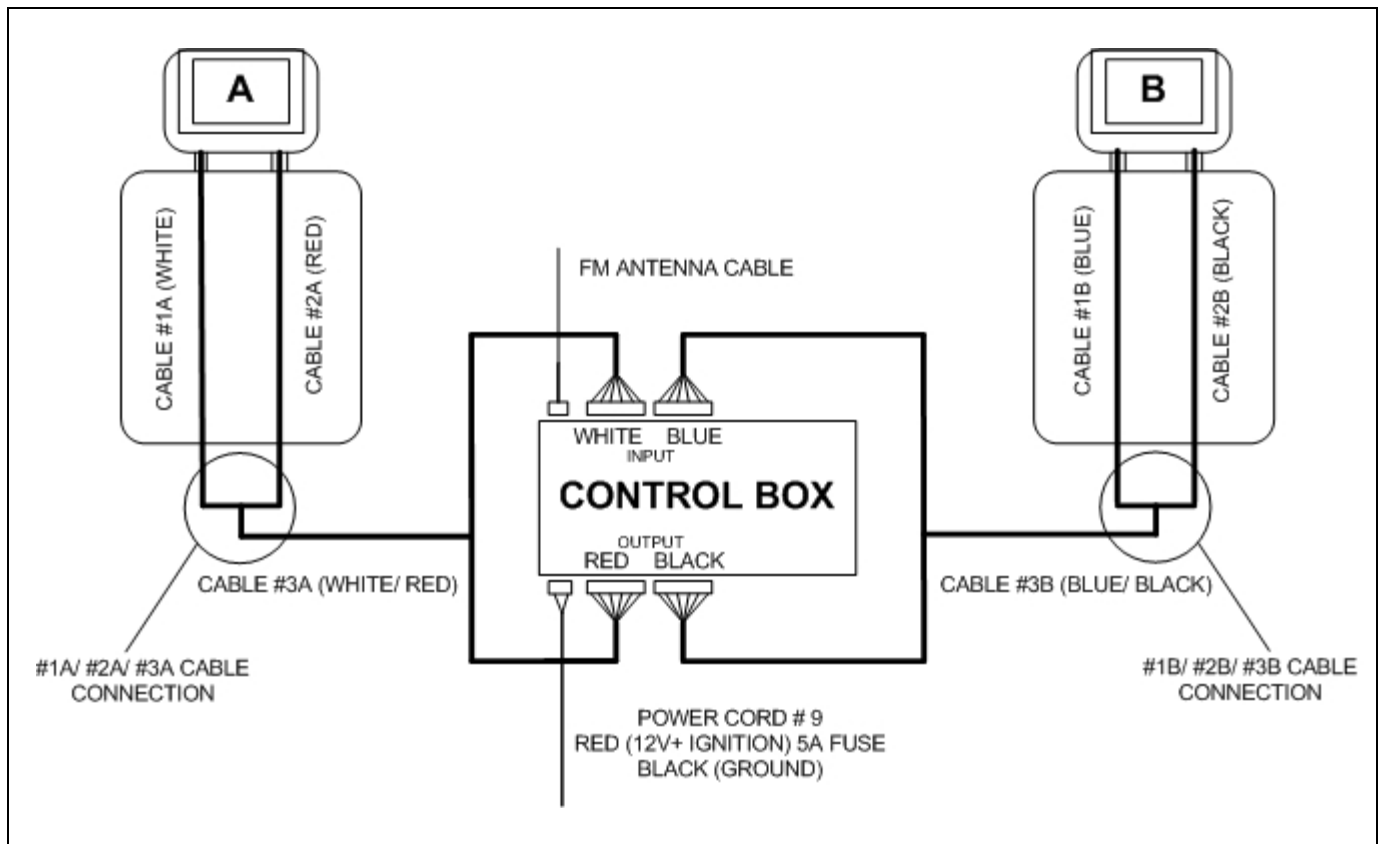 A
B
CABLE #1A (WHITE)
CABLE #2A (RED)
FM ANTENNA CABLE
CABLE #1B (BLUE)
CABLE #2B (BLACK)
WHITE BLUE
INPUT
CONTROL BOX
OUTPUT
RED BLACK
CABLE #3A (WHITE/ RED)
CABLE #3B (BLUE/ BLACK)
#1A/ #2A/ #3A CABLE
CONNECTION
#1B/ #2B/ #3B CABLE
CONNECTION
POWER CORD # 9
RED (12V+ IGNITION) 5A FUSE
BLACK (GROUND)